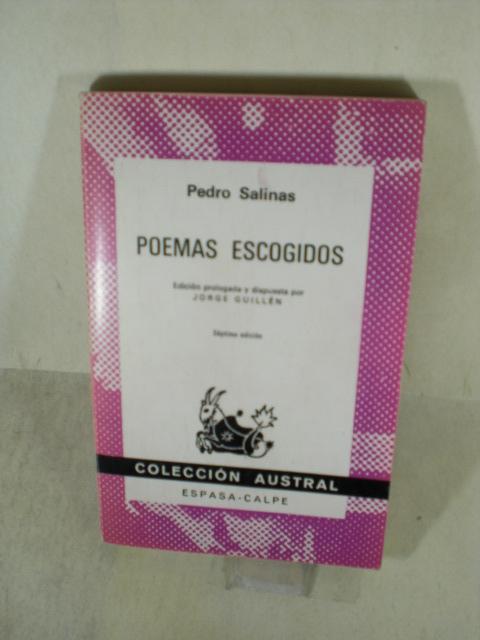 Pedro Salinas
POEMAS ESCOGIDOS
Edición prologada y dispuesta por
JORGE GUILLÉN
Séptima edición
COLECCIÓN AUSTRAL
ESPASA-CALPE